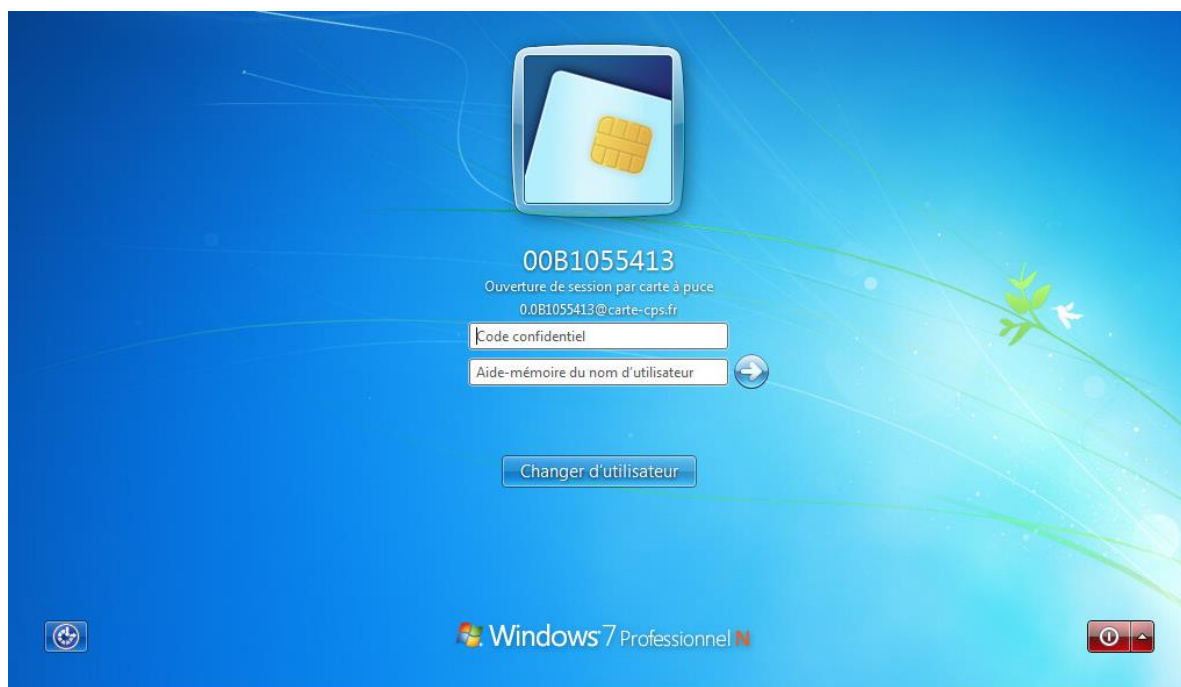 00B1055413
Ouverture de session par carte à puce
0.0B1055413@carte-cps.fr
Code confidentiel
Aide-mémoire du nom d'utilisateur
Changer d'utilisateur
Windows 7 Professionnel N